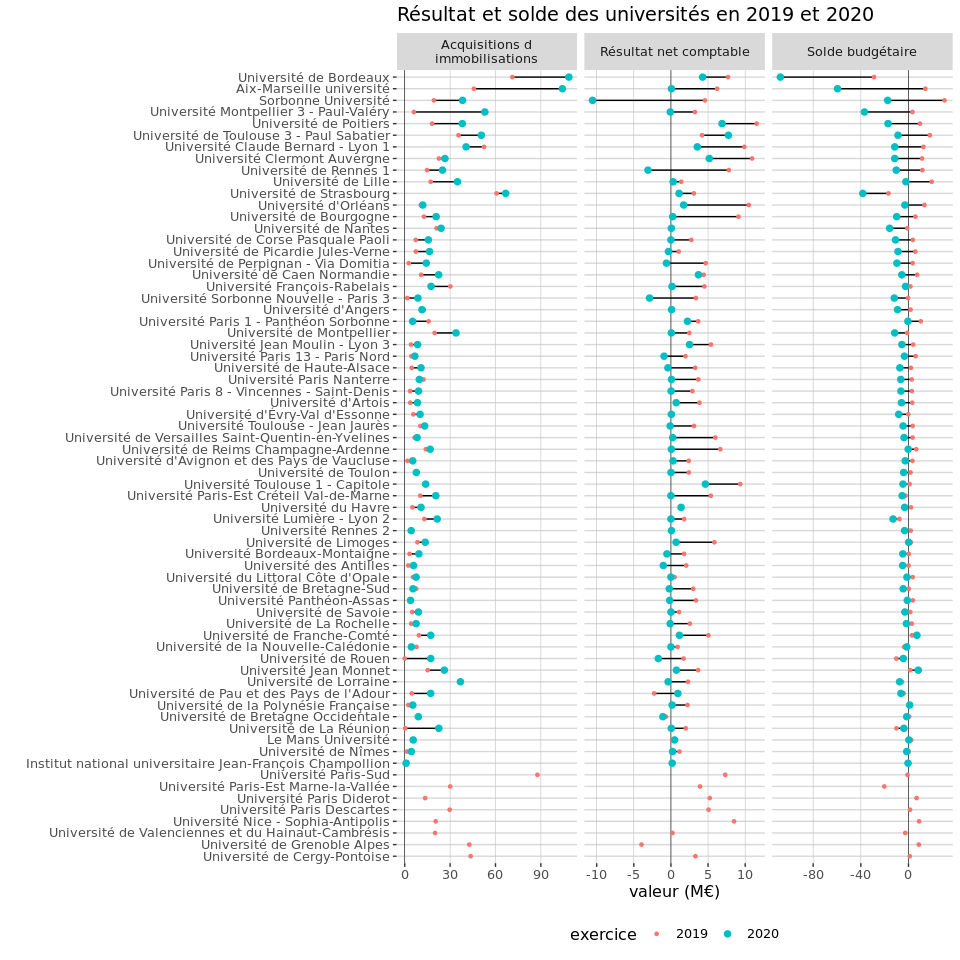 Résultat et solde des universités en 2019 et 2020
Acquisitions d
immobilisations
Résultat net comptable
Solde budgétaire
Université de Bordeaux
Aix-Marseille université
Sorbonne Université
Université Montpellier 3 - Paul-Valéry
Université de Poitiers
Université de Toulouse 3 - Paul Sabatier
Université Claude Bernard - Lyon 1
Université Clermont Auvergne
Université de Rennes 1
Université de Lille
Université de Strasbourg
Université d'Orléans
Université de Bourgogne
Université de Nantes
Université de Corse Pasquale Paoli
Université de Picardie Jules-Verne
Université de Perpignan - Via Domitia
Université de Caen Normandie
Université François-Rabelais
Université Sorbonne Nouvelle - Paris 3
Université d'Angers
Université Paris 1 - Panthéon Sorbonne
Université de Montpellier
Université Jean Moulin - Lyon 3
Université Paris 13 - Paris Nord
Université de Haute-Alsace
Université Paris Nanterre
Université Paris 8 - Vincennes - Saint-Denis
Université d'Artois
Université d'Évry-Val d'Essonne
Université Toulouse - Jean Jaurès
Université de Versailles Saint-Quentin-en-Yvelines
Université de Reims Champagne-Ardenne
Université d'Avignon et des Pays de Vaucluse
Université de Toulon
Université Toulouse 1 - Capitole
Université Paris-Est Créteil Val-de-Marne
Université du Havre
Université Lumière - Lyon 2
Université Rennes 2
Université de Limoges
Université Bordeaux-Montaigne
Université des Antilles
Université du Littoral Côte d'Opale
Université de Bretagne-Sud
Université Panthéon-Assas
Université de Savoie
Université de La Rochelle
Université de Franche-Comté
Université de la Nouvelle-Calédonie
Université de Rouen
Université Jean Monnet
Université de Lorraine
Université de Pau et des Pays de l'Adour
Université de la Polynésie Française
Université de Bretagne Occidentale
Université de La Réunion
Le Mans Université
Université de Nîmes
Institut national universitaire Jean-François Champollion
Université Paris-Sud
Université Paris-Est Marne-la-Vallée
Université Paris Diderot
Université Paris Descartes
Université Nice - Sophia-Antipolis
Université de Valenciennes et du Hainaut-Cambrésis
Université de Grenoble Alpes
Université de Cergy-Pontoise
0 30 60 90
-10 -5 0 5 10
-80 -40 0
valeur (M€)
exercice 2019 2020